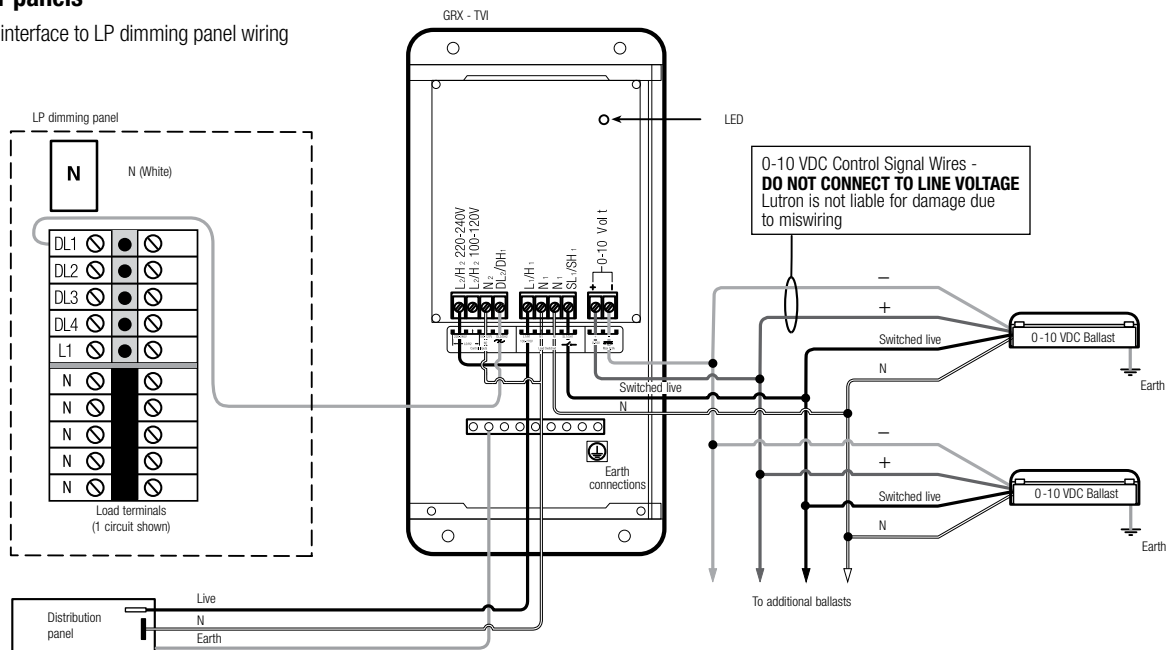 r panels
interface to LP dimming panel wiring
GRX - TVI
LP dimming panel
LED
N
N (White)
0-10 VDC Control Signal Wires -
DO NOT CONNECT TO LINE VOLTAGE
Lutron is not liable for damage due
to miswiring
L2/H2 220-240V
L2/H2 100-120V
N2
DL2/DH1
L1/H1
N1
N1
SL1/SH1
0-10 Volt
+
-
DL1
DL2
DL3
DL4
L1
N
N
N
N
N
Load terminals
(1 circuit shown)
−
+
Switched live
N
0-10 VDC Ballast
Earth
Switched live
N
Earth
connections
−
+
Switched live
N
0-10 VDC Ballast
Earth
To additional ballasts
Distribution
panel
Live
N
Earth